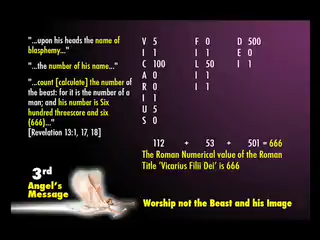 "...upon his heads the name of
blasphemy..."
"...the number of his name..."
"...count [calculate] the number of
the beast: for it is the number of a
man; and his number is Six
hundred threescore and six
{666}..."
[Revelation 13:1, 17, 18]
V 5 F 0 D 500
I 1 I 1 E 0
C 100 L 50 I 1
A 0 I 1
R 0 I 1
I 1
U 5
S 0
112 + 53 + 501 = 666
The Roman Numerical value of the Roman
Title 'Vicarius Filii Dei' is 666
3rd
Angel's
Message
Worship not the Beast and his Image